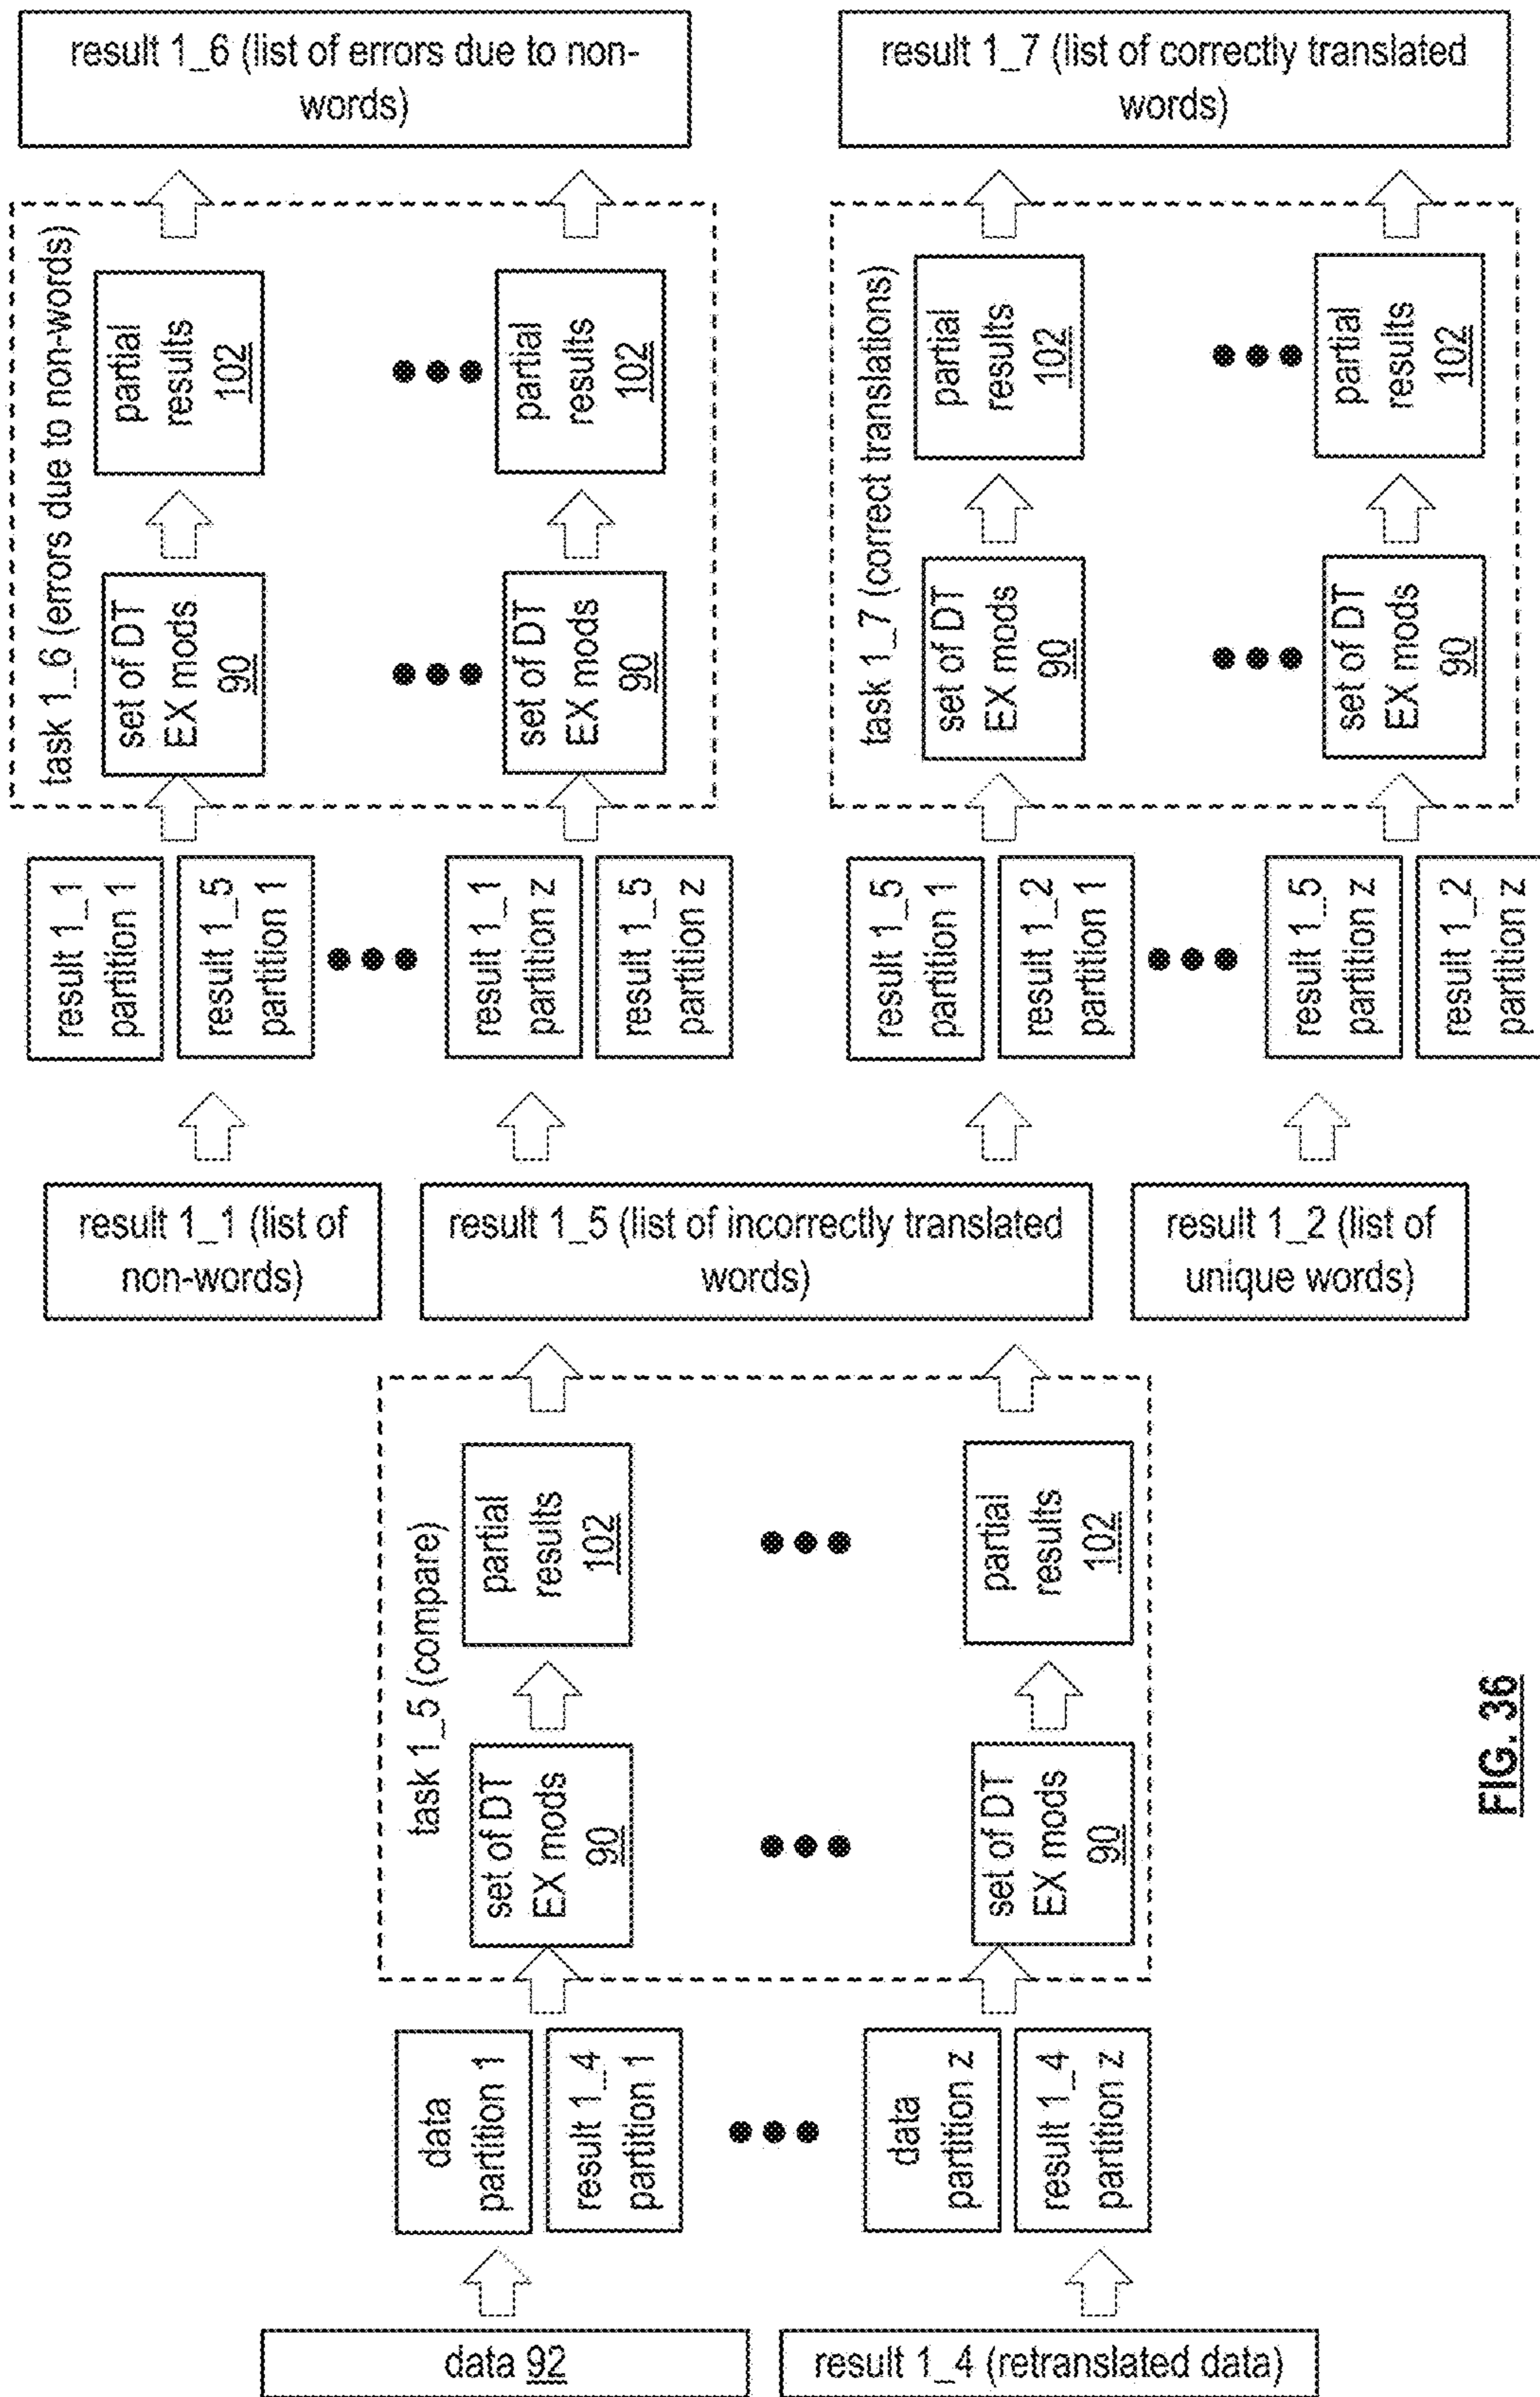 data 92
result 1_4 (retranslated data)
data
partition 1
result 1_4
partition 1
data
partition z
result 1_4
partition z
task 1_5 (compare)
set of DT
EX mods
90
partial
results
102
set of DT
EX mods
90
partial
results
102
result 1_1 (list of
non-words)
result 1_5 (list of incorrectly translated
words)
result 1_2 (list of
unique words)
result 1_1
partition 1
result 1_5
partition 1
result 1_1
partition z
result 1_5
partition z
task 1_6 (errors due to non-words)
set of DT
EX mods
90
partial
results
102
set of DT
EX mods
90
partial
results
102
result 1_6 (list of errors due to non-
words)
result 1_5
partition 1
result 1_2
partition 1
result 1_5
partition z
result 1_2
partition z
task 1_7 (correct translations)
set of DT
EX mods
90
partial
results
102
set of DT
EX mods
90
partial
results
102
result 1_7 (list of correctly translated
words)
FIG. 36